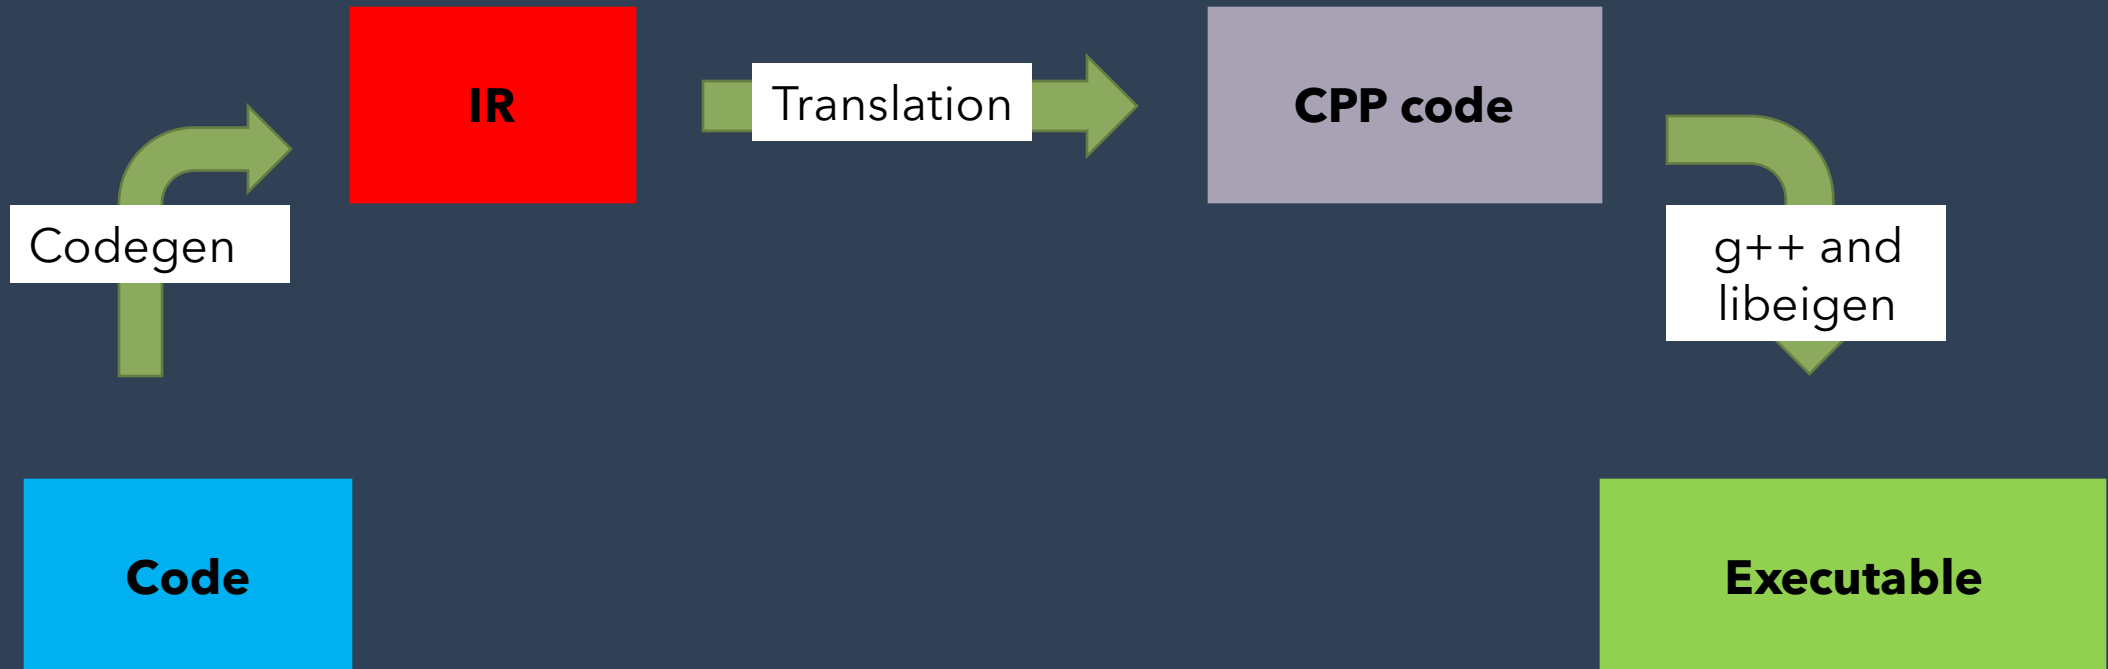 IR
Translation
CPP code
Codegen
g++ and
libeigen
Code
Executable